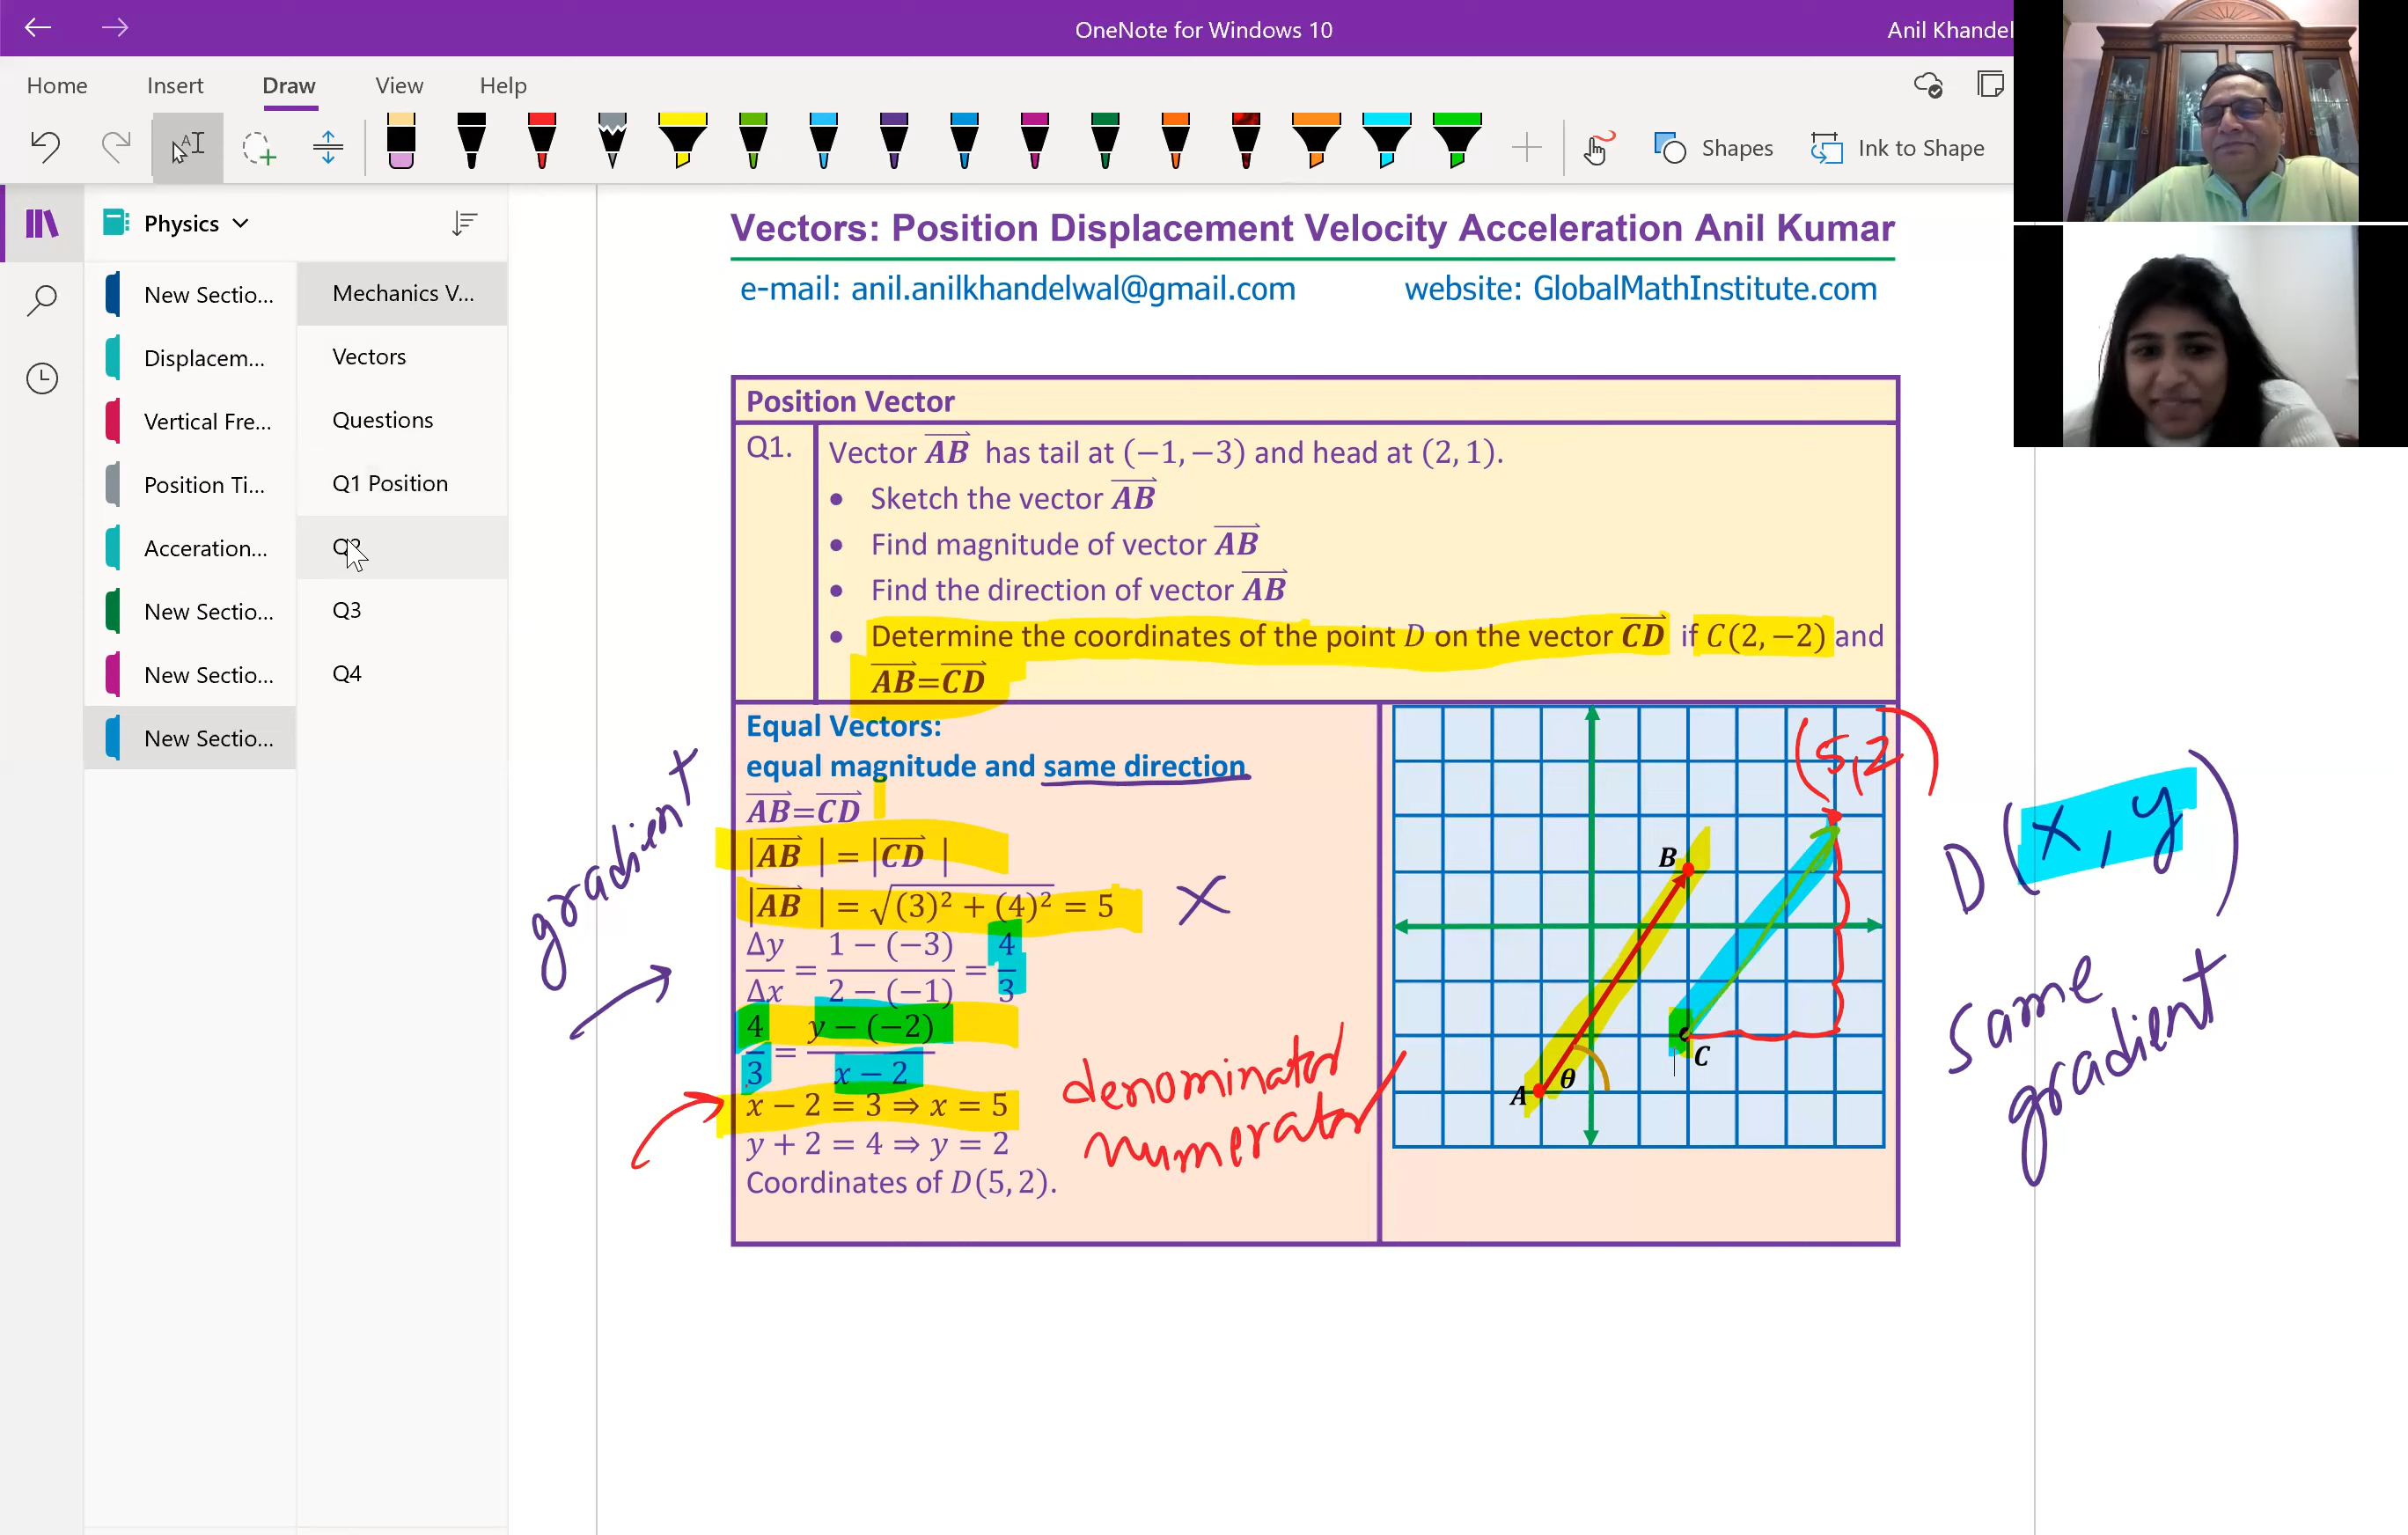 OneNote for Windows 10
Anil Khandel
Home Insert Draw View Help
Shapes
Ink to Shape
Physics
New Sectio...
Displacem...
Vertical Fre...
Position Ti...
Acceration...
New Sectio...
New Sectio...
New Sectio...
Mechanics V...
Vectors
Questions
Q1 Position
Q3
Q4
Vectors: Position Displacement Velocity Acceleration Anil Kumar
e-mail: anil.anilkhandelwal@gmail.com website: GlobalMathInstitute.com
Position Vector
Q1. Vector AB has tail at (−1, −3) and head at (2, 1).
• Sketch the vector AB
• Find magnitude of vector AB
• Find the direction of vector AB
• Determine the coordinates of the point D on the vector CD if C(2, −2) and
AB=CD
Equal Vectors:
equal magnitude and same direction
AB=CD
|AB| = |CD|
|AB| = √(3)² + (4)² = 5 X
Δy/Δx = 1 − (−3)/2 − (−1) = 4/3
4/3 = y − (−2)/x − 2
x − 2 = 3 ⇒ x = 5
y + 2 = 4 ⇒ y = 2
Coordinates of D(5, 2).
gradient
denominator
numerator
(5,2)
B
C
A
θ
D(x, y)
Same
gradient